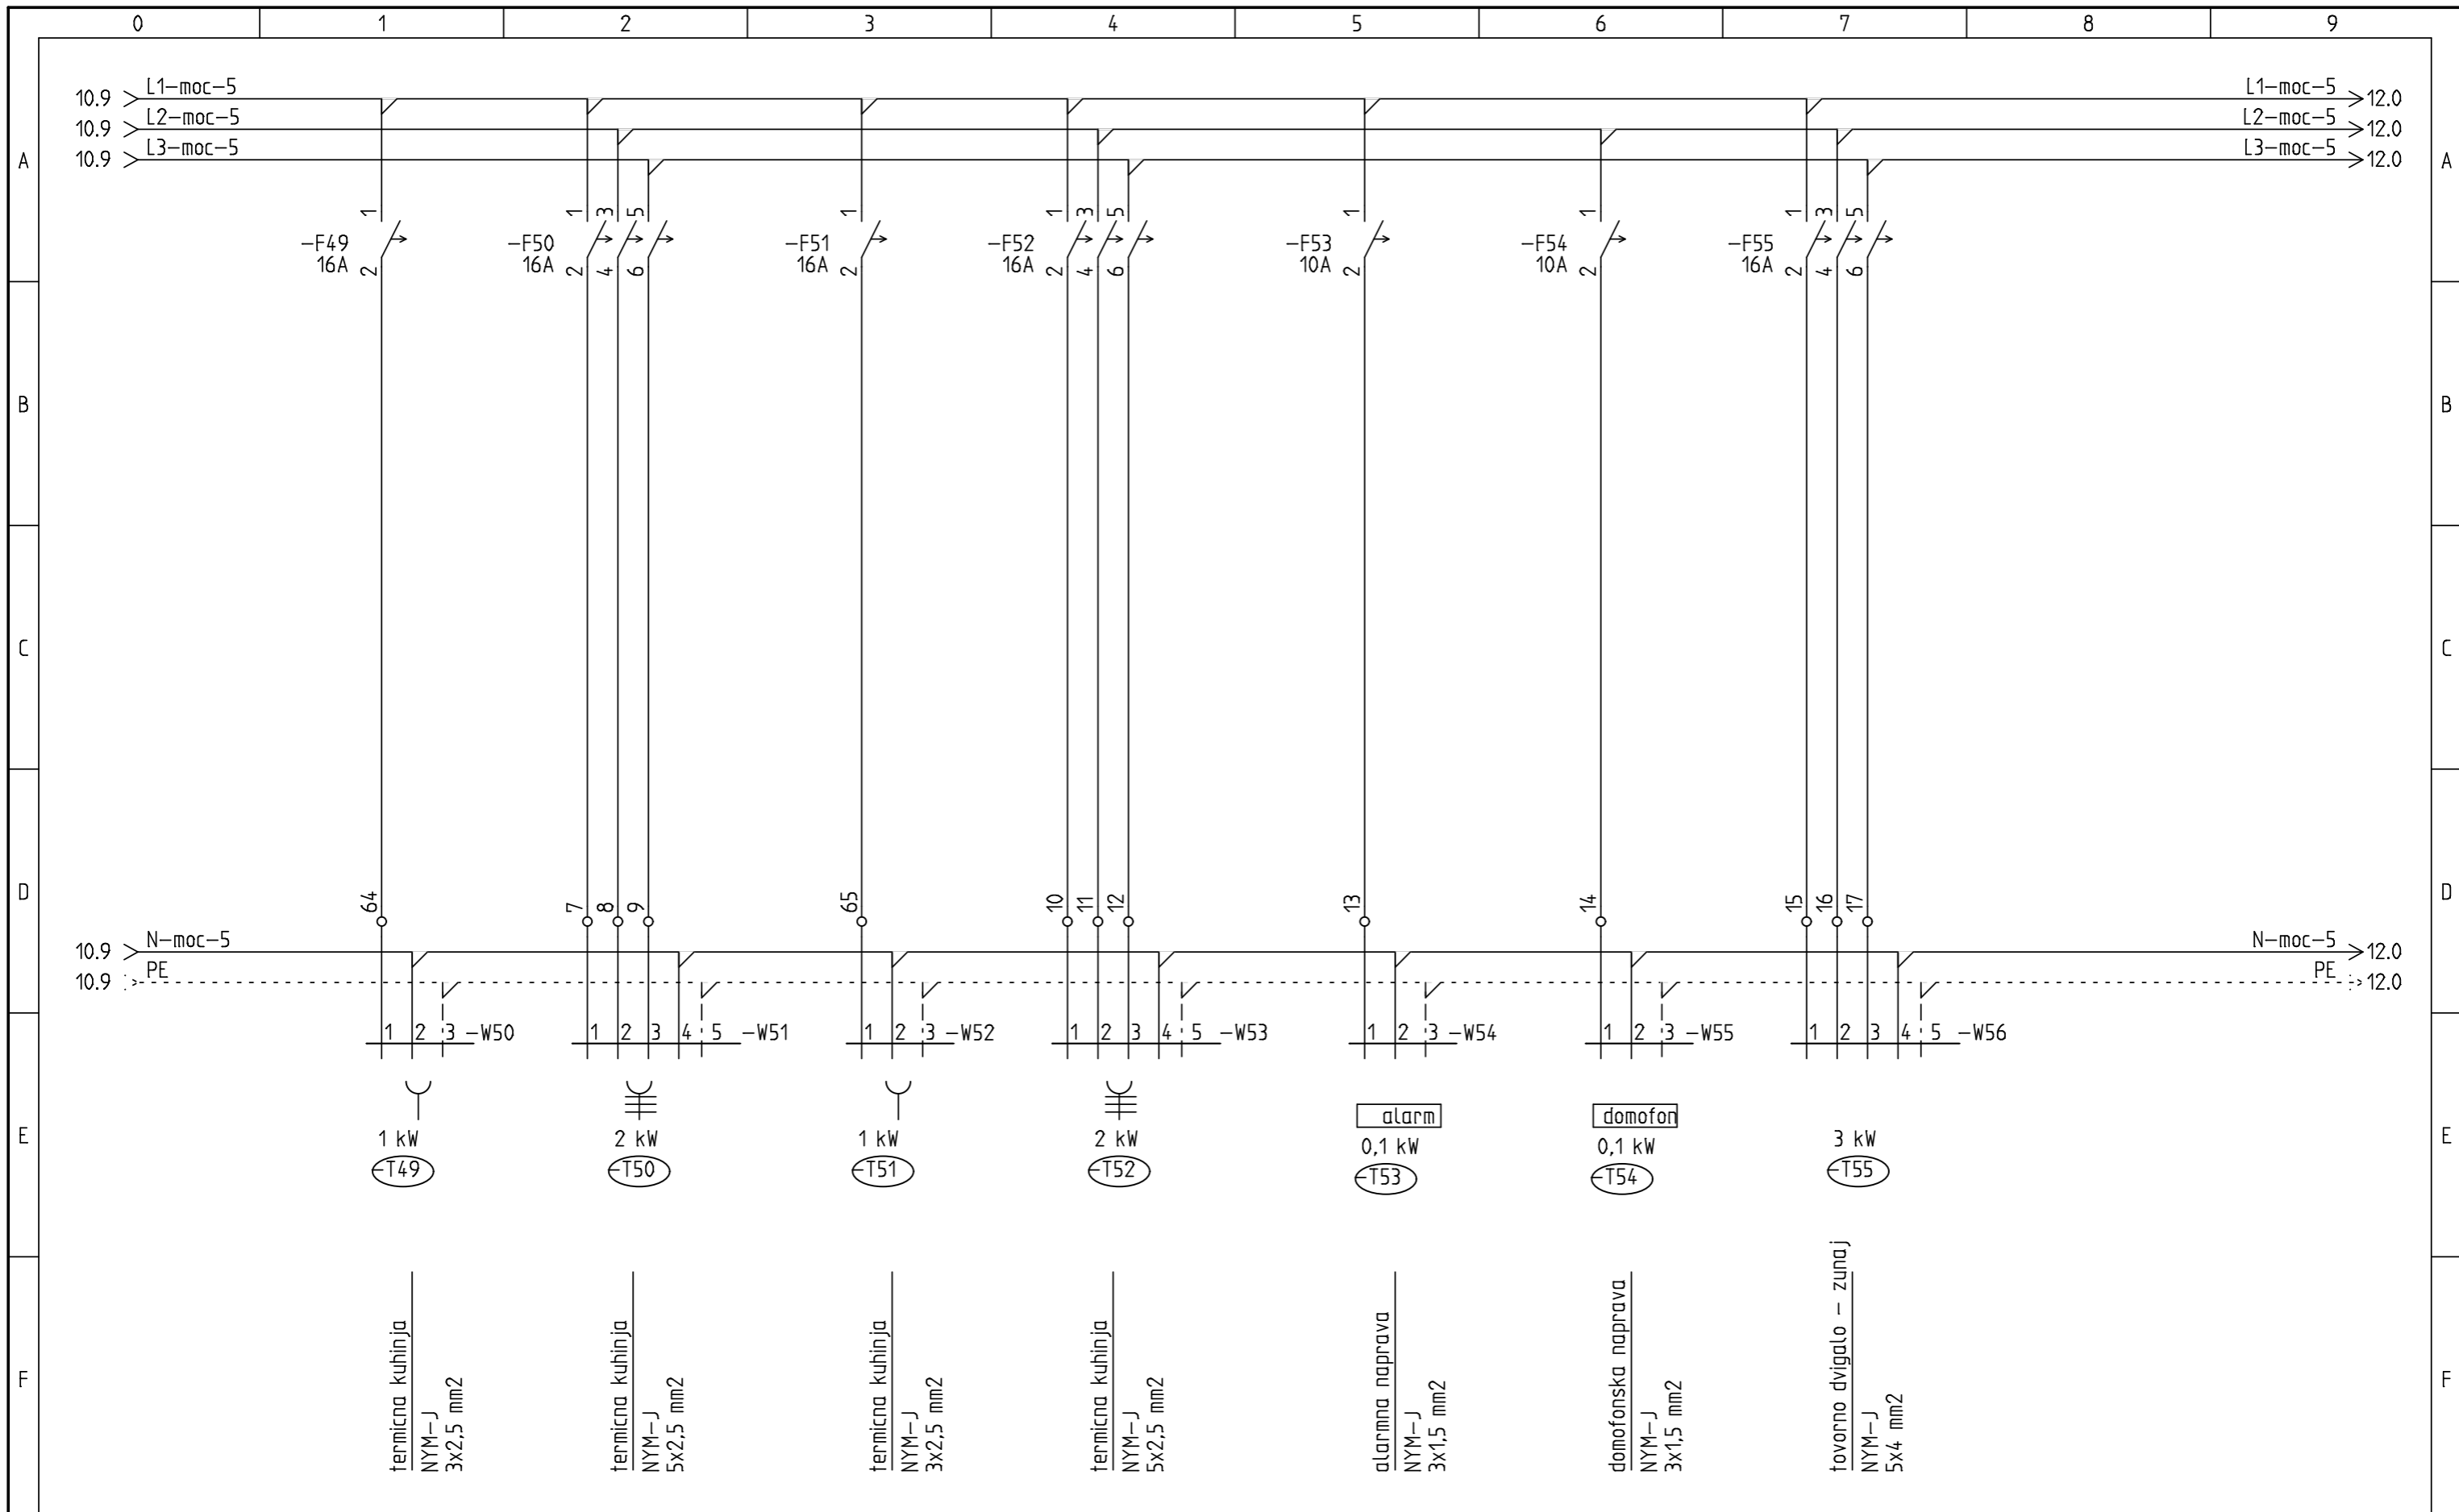 0 1 2 3 4 5 6 7 8 9
10.9 L1-moc-5 L1-moc-5 12.0
10.9 L2-moc-5 L2-moc-5 12.0
10.9 L3-moc-5 L3-moc-5 12.0
A A
1 1 3 5 1 1 3 5 1 1 1 3 5
-F49 -F50 -F51 -F52 -F53 -F54 -F55
16A 16A 16A 16A 10A 10A 16A
2 2 4 6 2 2 4 6 2 2 2 4 6
B B
C C
D D
64 7 8 9 65 10 11 12 13 14 15 16 17
10.9 N-moc-5 N-moc-5 12.0
10.9 PE PE 12.0
1 2 3 -W50 1 2 3 4 5 -W51 1 2 3 -W52 1 2 3 4 5 -W53 1 2 3 -W54 1 2 3 -W55 1 2 3 4 5 -W56
alarm domofon
E E
1 kW 2 kW 1 kW 2 kW 0,1 kW 0,1 kW 3 kW
-T49 -T50 -T51 -T52 -T53 -T54 -T55
F F
termicna kuhinja
NYM-J
3x2,5 mm2
termicna kuhinja
NYM-J
5x2,5 mm2
termicna kuhinja
NYM-J
3x2,5 mm2
termicna kuhinja
NYM-J
5x2,5 mm2
alarmna naprava
NYM-J
3x1,5 mm2
domofonska naprava
NYM-J
3x1,5 mm2
tovorno dvigalo - zunaj
NYM-J
5x4 mm2